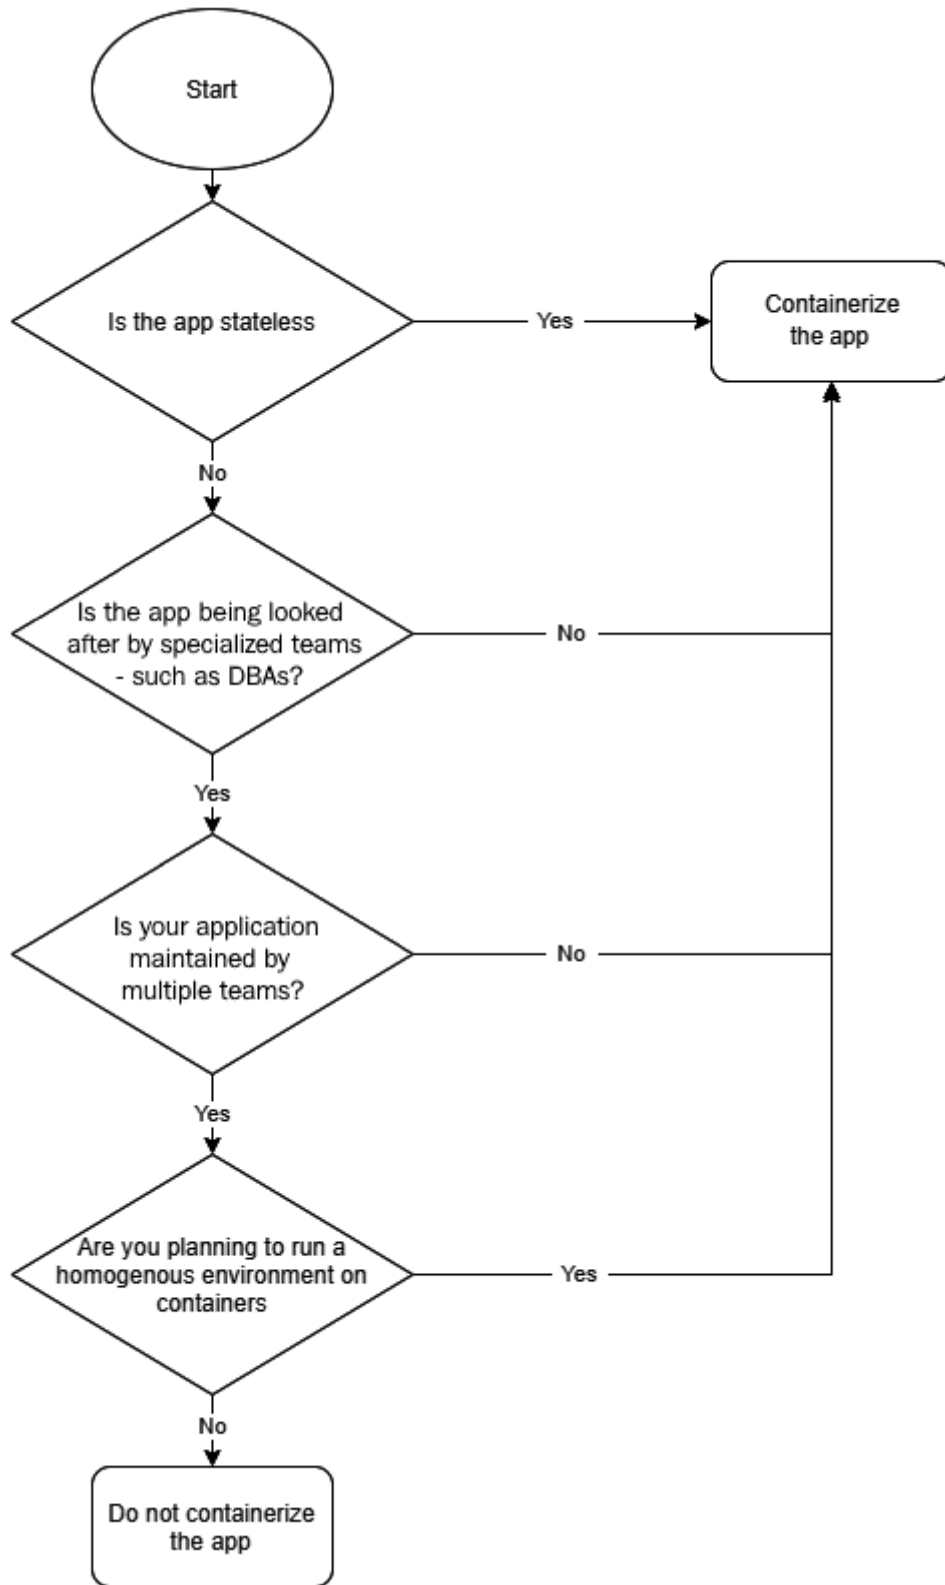 Start
Is the app stateless
Yes
Containerize
the app
No
Is the app being looked
after by specialized teams
- such as DBAs?
No
Yes
Is your application
maintained by
multiple teams?
No
Yes
Are you planning to run a
homogenous environment on
containers
Yes
No
Do not containerize
the app